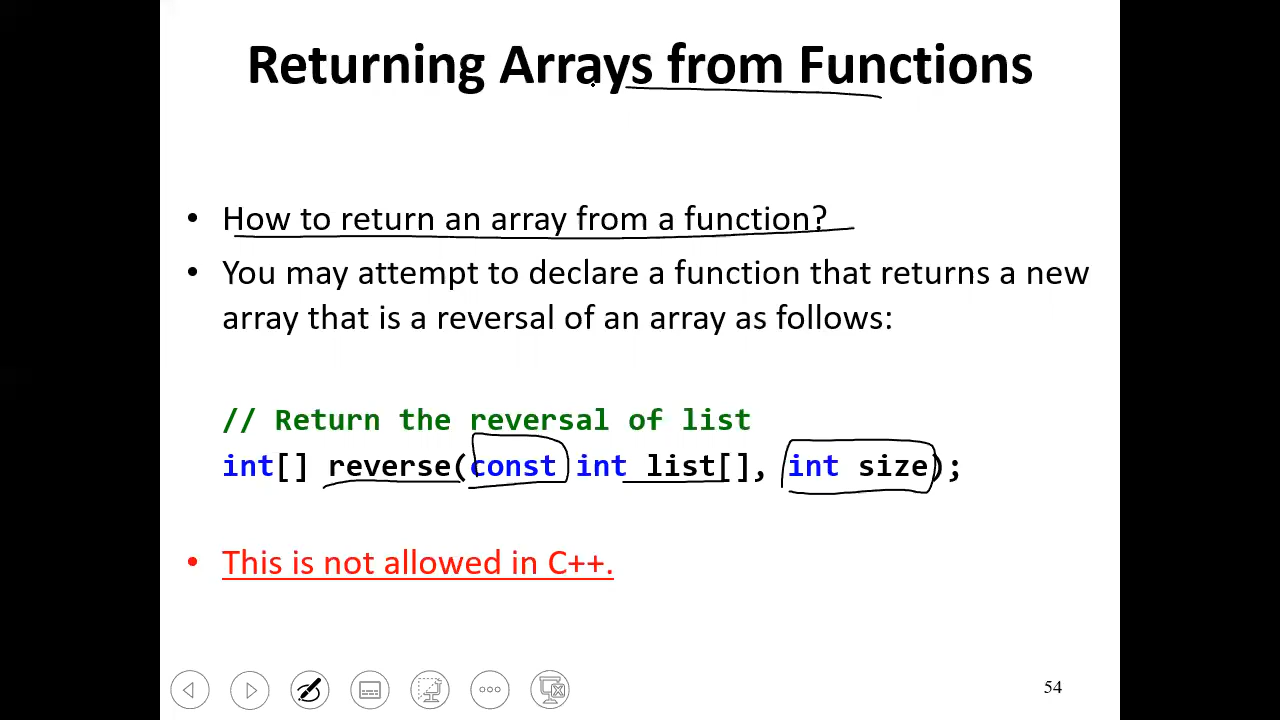 Returning Arrays from Functions
• How to return an array from a function?
• You may attempt to declare a function that returns a new
array that is a reversal of an array as follows:
// Return the reversal of list
int[] reverse(const int list[], int size);
• This is not allowed in C++.
54